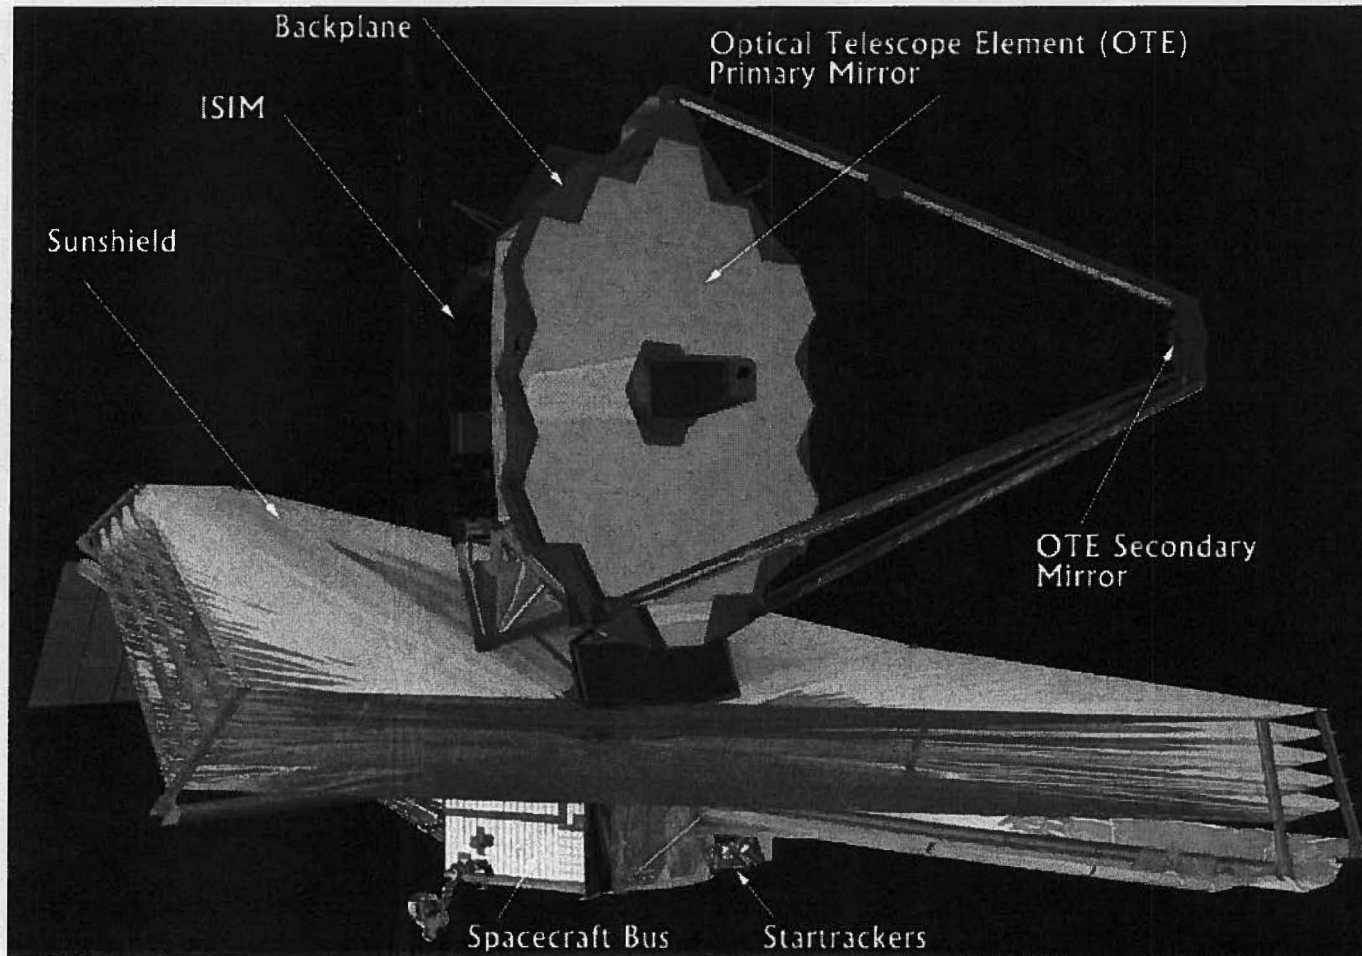 Backplane
Optical Telescope Element (OTE)
Primary Mirror
ISIM
Sunshield
OTE Secondary
Mirror
Spacecraft Bus
Startrackers